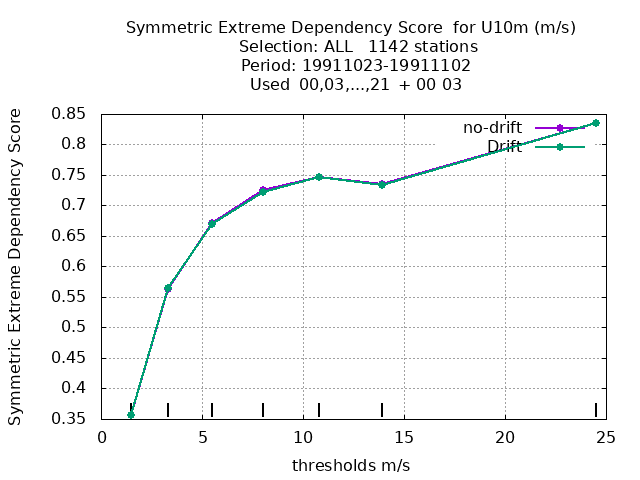 Symmetric Extreme Dependency Score  for U10m (m/s)
Selection: ALL   1142 stations
Period: 19911023-19911102
Used  00,03,...,21  + 00 03
Symmetric Extreme Dependency Score
0.85
0.8
0.75
0.7
0.65
0.6
0.55
0.5
0.45
0.4
0.35
no-drift
Drift
0 5 10 15 20 25
thresholds m/s